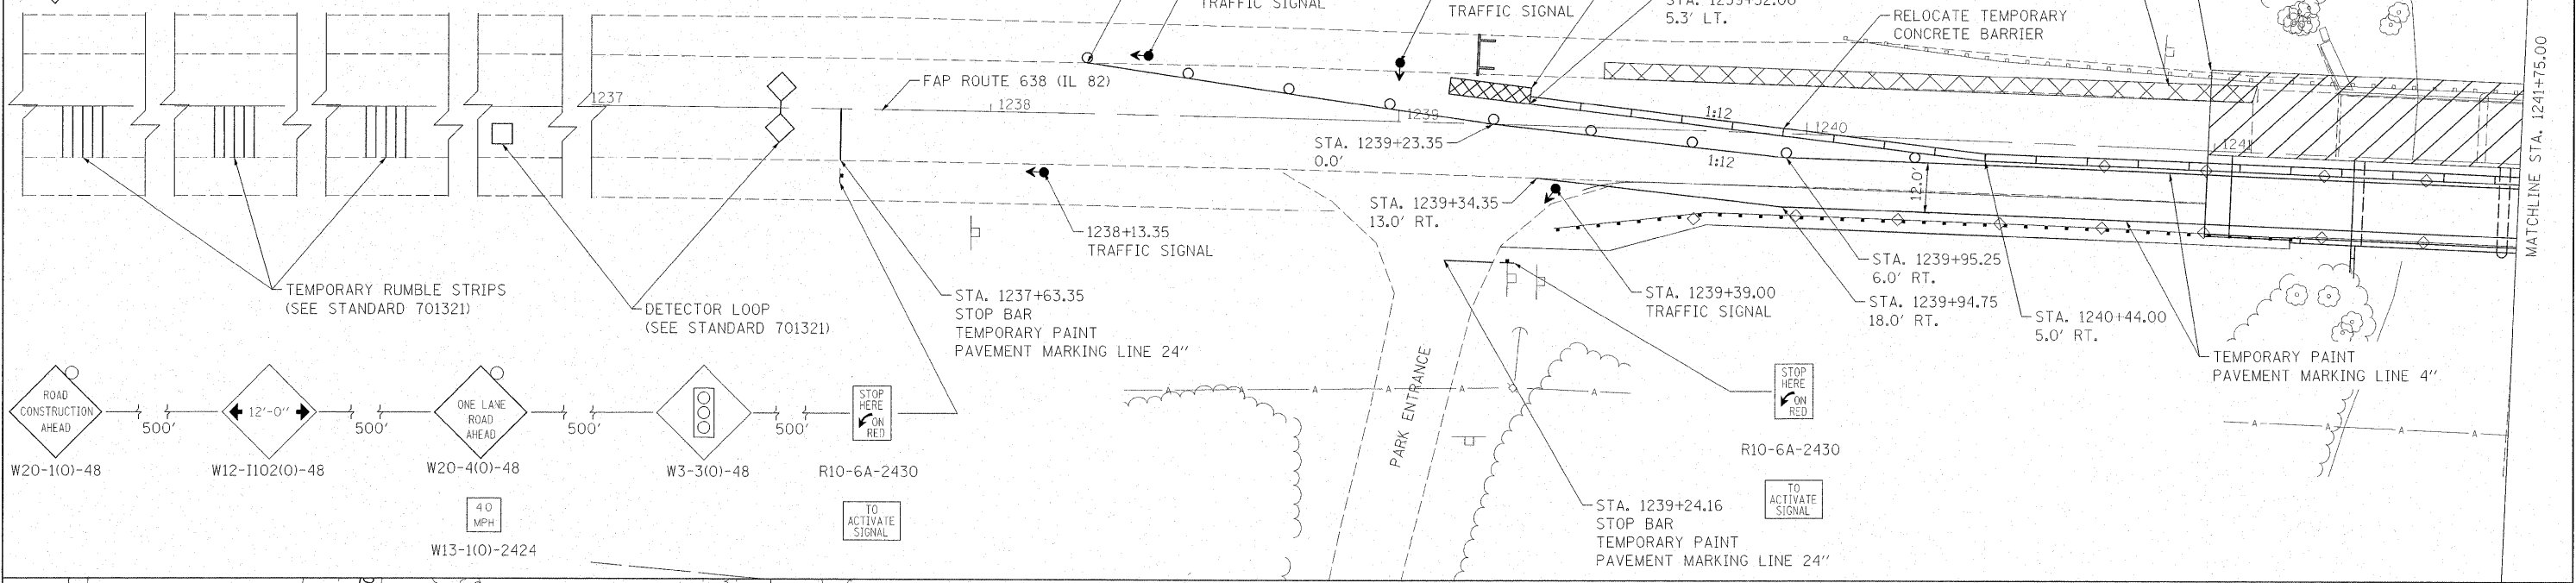 TRAFFIC SIGNAL
TRAFFIC SIGNAL
5.3' LT.
RELOCATE TEMPORARY
CONCRETE BARRIER
MATCHLINE STA. 1241+75.00
FAP ROUTE 638 (IL 82)
1237
1238
1239
1240
1241
1:12
1:12
12.0'
STA. 1239+23.35
0.0'
STA. 1239+34.35
13.0' RT.
1238+13.35
TRAFFIC SIGNAL
STA. 1239+95.25
6.0' RT.
STA. 1239+94.75
18.0' RT.
STA. 1239+39.00
TRAFFIC SIGNAL
STA. 1240+44.00
5.0' RT.
TEMPORARY RUMBLE STRIPS
(SEE STANDARD 701321)
DETECTOR LOOP
(SEE STANDARD 701321)
STA. 1237+63.35
STOP BAR
TEMPORARY PAINT
PAVEMENT MARKING LINE 24"
TEMPORARY PAINT
PAVEMENT MARKING LINE 4"
PARK ENTRANCE
A A A A A A A
A A A A
ROAD
CONSTRUCTION
AHEAD
500'
12'-0"
500'
ONE LANE
ROAD
AHEAD
500'
500'
STOP
HERE
ON
RED
STOP
HERE
ON
RED
W20-1(O)-48
W12-I102(O)-48
W20-4(O)-48
W3-3(O)-48
R10-6A-2430
R10-6A-2430
40
MPH
W13-1(O)-2424
TO
ACTIVATE
SIGNAL
TO
ACTIVATE
SIGNAL
STA. 1239+24.16
STOP BAR
TEMPORARY PAINT
PAVEMENT MARKING LINE 24"